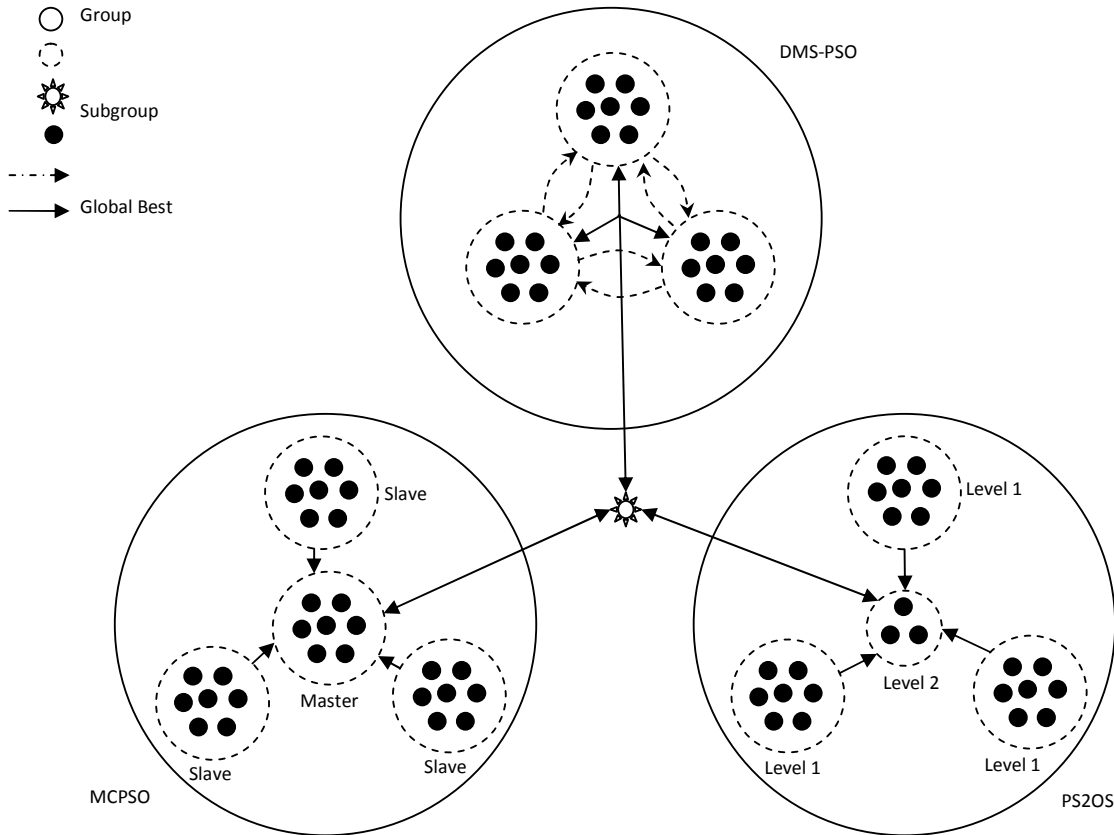 Group
DMS-PSO
Subgroup
Global Best
Slave
Level 1
Master
Level 2
Slave
Slave
Level 1
Level 1
MCPSO
PS2OS